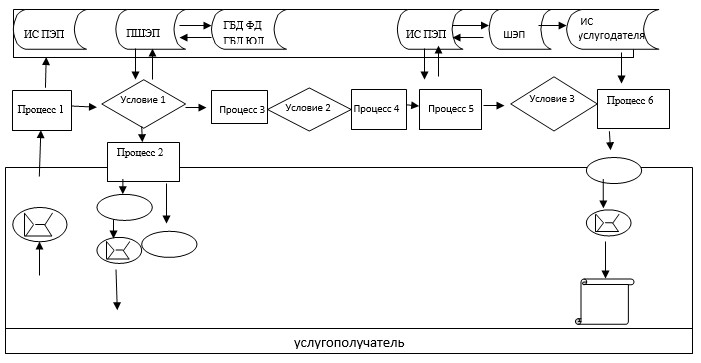 ИС ПЭП
ПШЭП
ГБД ФД
ГБД ЮЛ
ИС ПЭП
ШЭП
ИС
услугодателя
Процесс 1
Условие 1
Процесс 3
Условие 2
Процесс 4
Процесс 5
Условие 3
Процесс 6
Процесс 2
услугополучатель